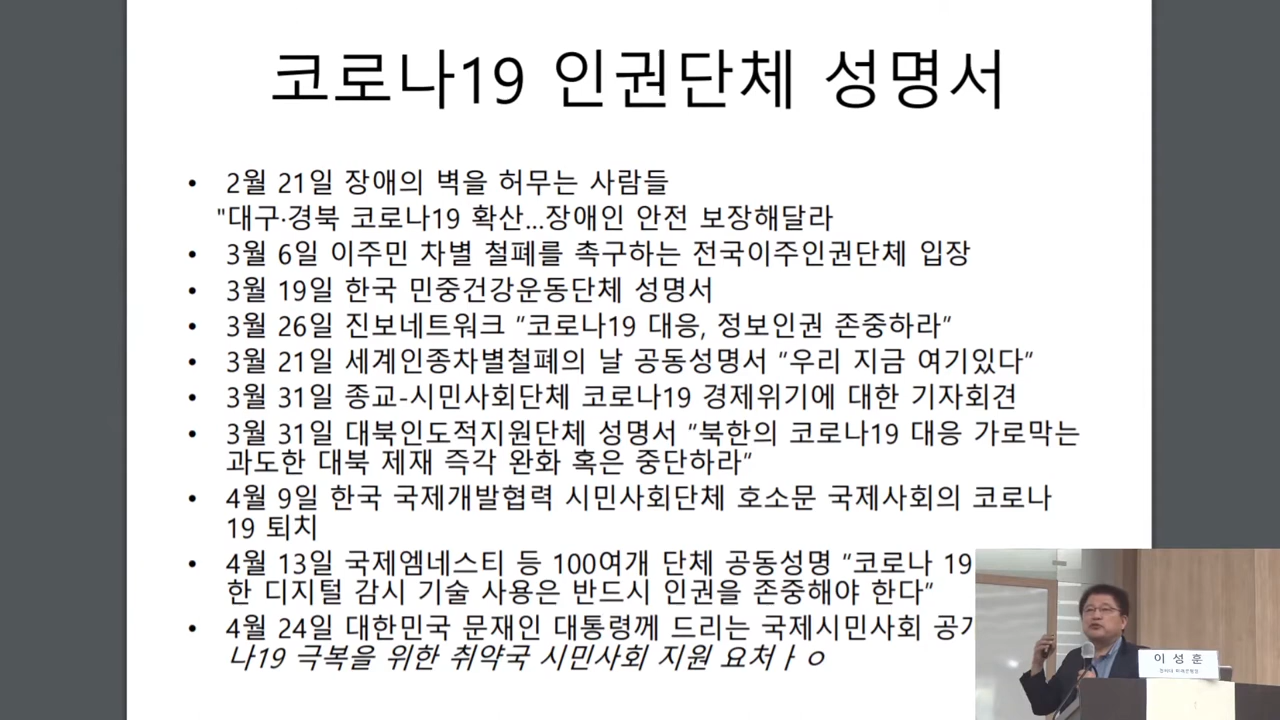 코로나19 인권단체 성명서
• 2월 21일 장애의 벽을 허무는 사람들
"대구·경북 코로나19 확산...장애인 안전 보장해달라
• 3월 6일 이주민 차별 철폐를 촉구하는 전국이주인권단체 입장
• 3월 19일 한국 민중건강운동단체 성명서
• 3월 26일 진보네트워크 “코로나19 대응, 정보인권 존중하라”
• 3월 21일 세계인종차별철폐의 날 공동성명서 “우리 지금 여기있다”
• 3월 31일 종교-시민사회단체 코로나19 경제위기에 대한 기자회견
• 3월 31일 대북인도적지원단체 성명서 “북한의 코로나19 대응 가로막는
과도한 대북 제재 즉각 완화 혹은 중단하라”
• 4월 9일 한국 국제개발협력 시민사회단체 호소문 국제사회의 코로나
19 퇴치
• 4월 13일 국제엠네스티 등 100여개 단체 공동성명 “코로나 19
한 디지털 감시 기술 사용은 반드시 인권을 존중해야 한다”
• 4월 24일 대한민국 문재인 대통령께 드리는 국제시민사회
나19 극복을 위한 취약국 시민사회 지원 요처ㅏㅇ
이 성 훈